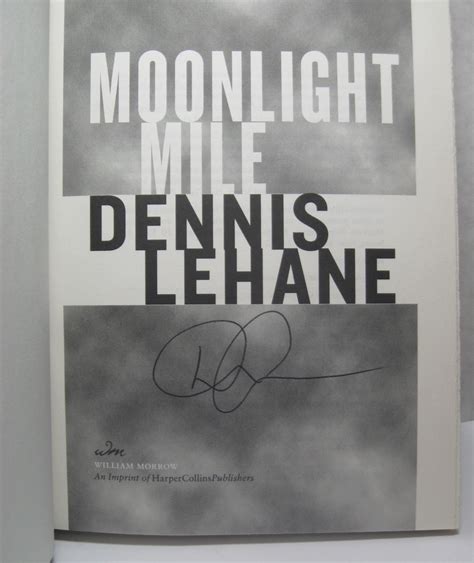 MOONLIGHT
MILE
DENNIS
LEHANE
wm
WILLIAM MORROW
An Imprint of HarperCollinsPublishers